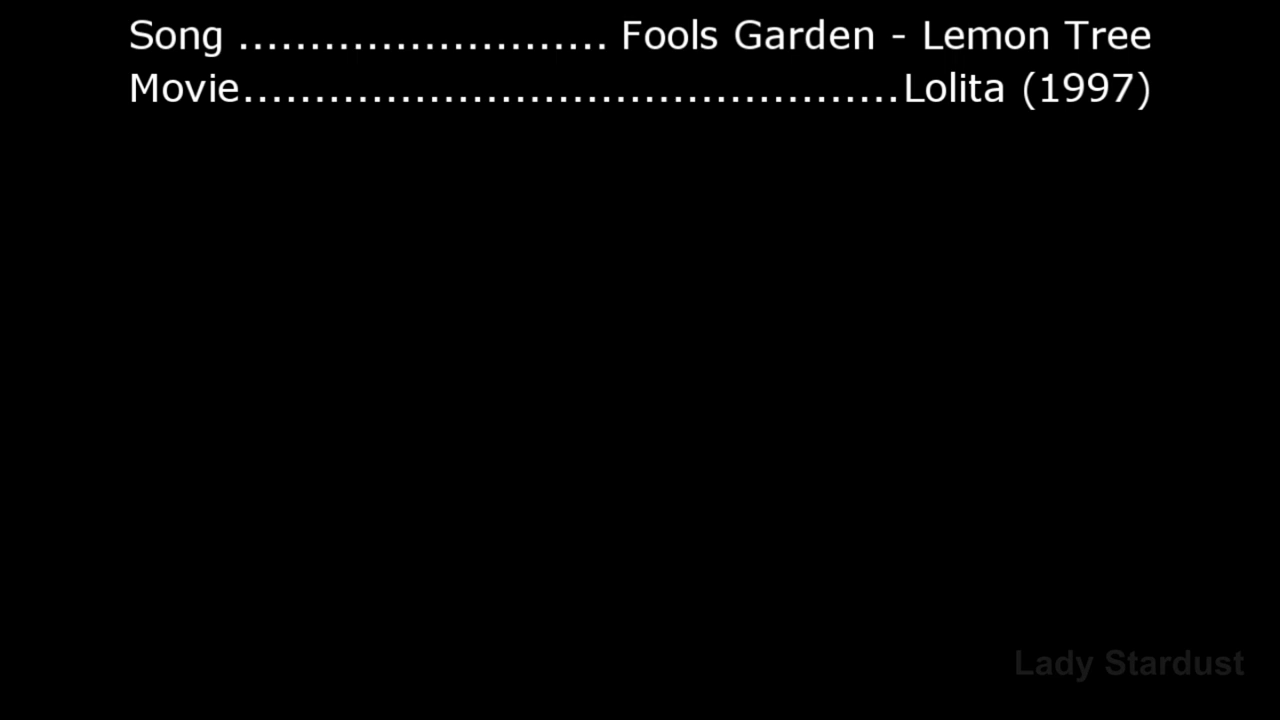 Song .......................... Fools Garden - Lemon Tree
Movie..............................................Lolita (1997)
Lady Stardust